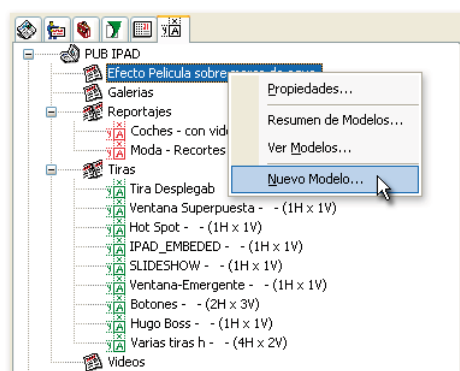 PUB IPAD
Efecto Pelicula sobre
Galerias
Reportajes
Coches - con vid
Moda - Recortes
Tiras
Tira Desplegab
Ventana Superpuesta - - (1H x 1V)
Hot Spot - - (1H x 1V)
IPAD_EMBEDED - - (1H x 1V)
SLIDESHOW - - (1H x 1V)
Ventana-Emergente - - (1H x 1V)
Botones - - (2H x 3V)
Hugo Boss - - (1H x 1V)
Varias tiras h - - (4H x 2V)
Videos
Propiedades...
Resumen de Modelos...
Ver Modelos...
Nuevo Modelo...